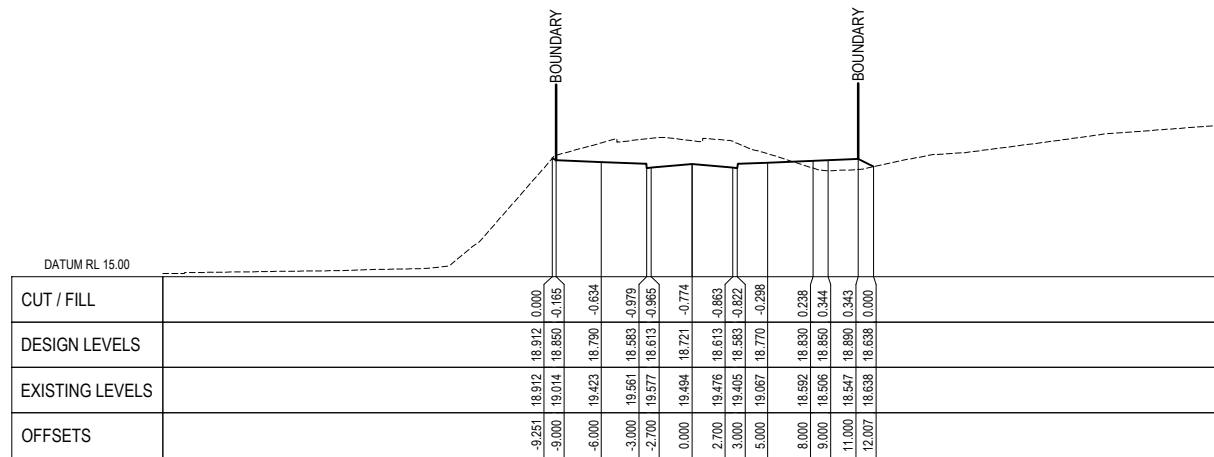 BOUNDARY
BOUNDARY
DATUM RL 15.00
CUT / FILL 0.000 -0.165 -0.634 -0.979 -0.965 -0.774 -0.863 -0.822 -0.298 0.238 0.344 0.343 0.000
DESIGN LEVELS 18.912 18.850 18.790 18.583 18.613 18.721 18.613 18.583 18.770 18.830 18.850 18.890 18.638
EXISTING LEVELS 18.912 19.014 19.423 19.561 19.577 19.494 19.476 19.405 19.067 18.592 18.506 18.547 18.638
OFFSETS -9.251 -9.000 -6.000 -3.000 -2.700 0.000 2.700 3.000 5.000 8.000 9.000 11.000 12.007